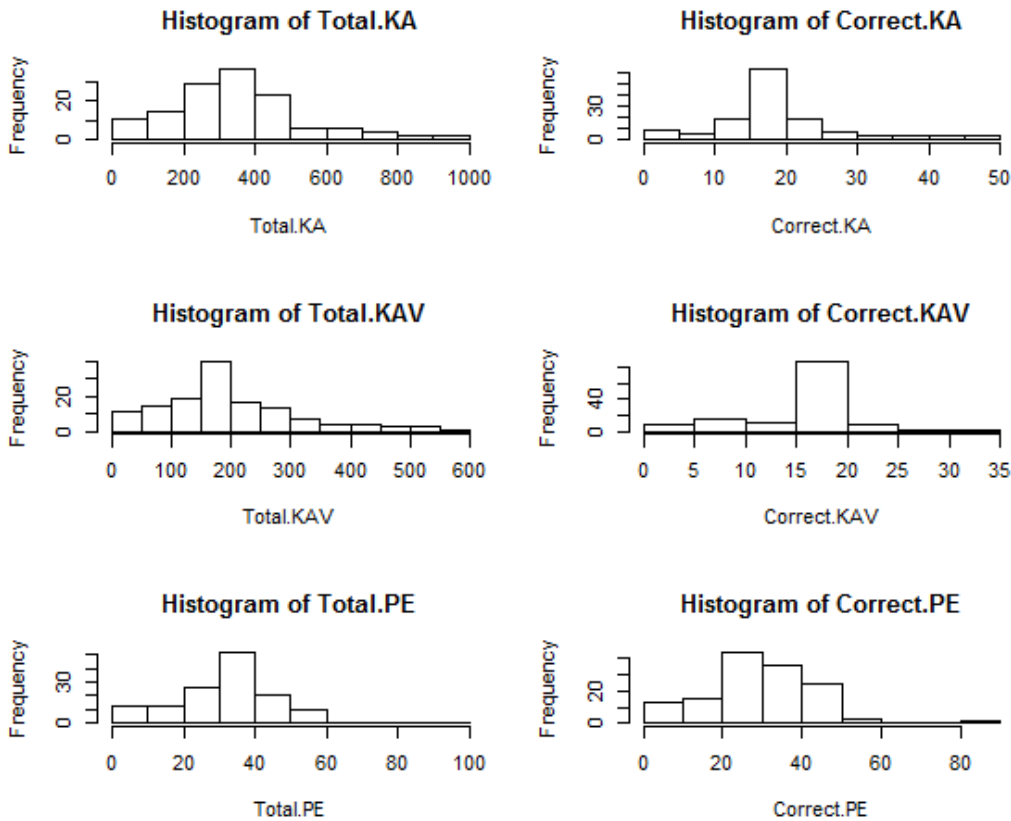 Histogram of Total.KA
Frequency
20
0
0 200 400 600 800 1000
Total.KA
Histogram of Correct.KA
Frequency
30
0
0 10 20 30 40 50
Correct.KA
Histogram of Total.KAV
Frequency
20
0
0 100 200 300 400 500 600
Total.KAV
Histogram of Correct.KAV
Frequency
40
0
0 5 10 15 20 25 30 35
Correct.KAV
Histogram of Total.PE
Frequency
30
0
0 20 40 60 80 100
Total.PE
Histogram of Correct.PE
Frequency
20
0
0 20 40 60 80
Correct.PE